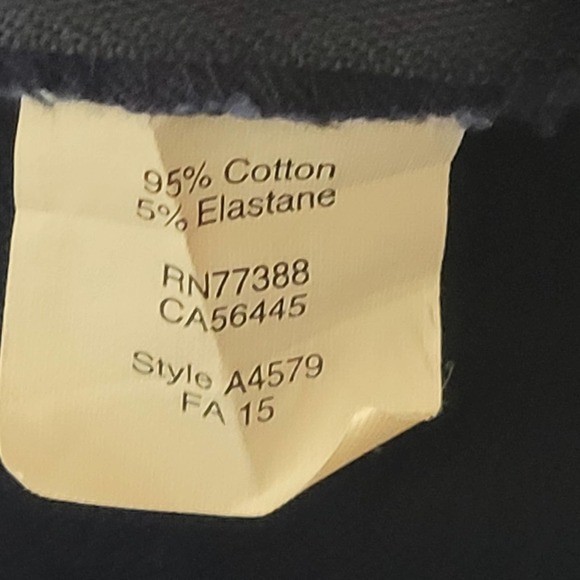 95% Cotton
5% Elastane
RN77388
CA56445
Style A4579
FA 15